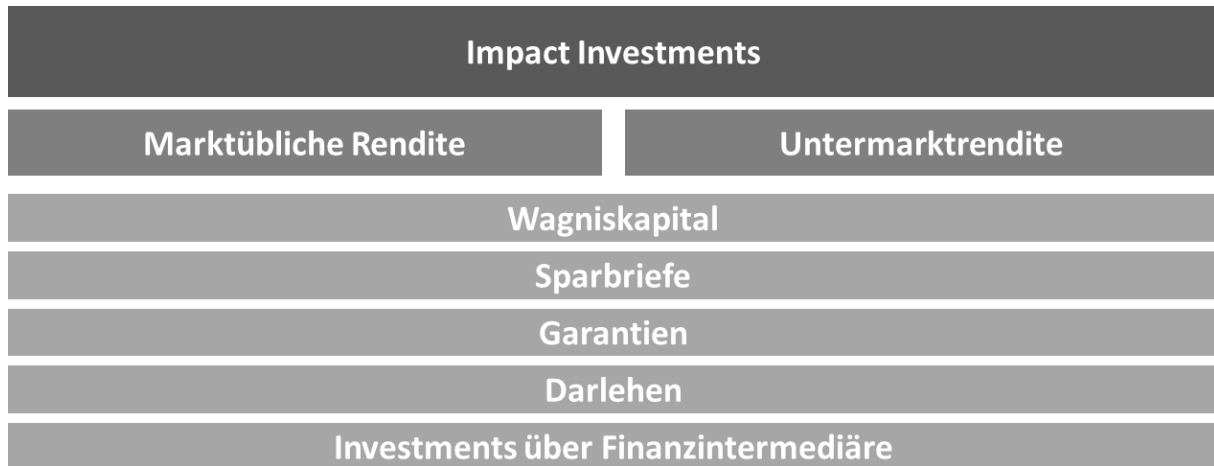 Impact Investments
Marktübliche Rendite
Untermarktrendite
Wagniskapital
Sparbriefe
Garantien
Darlehen
Investments über Finanzintermediäre